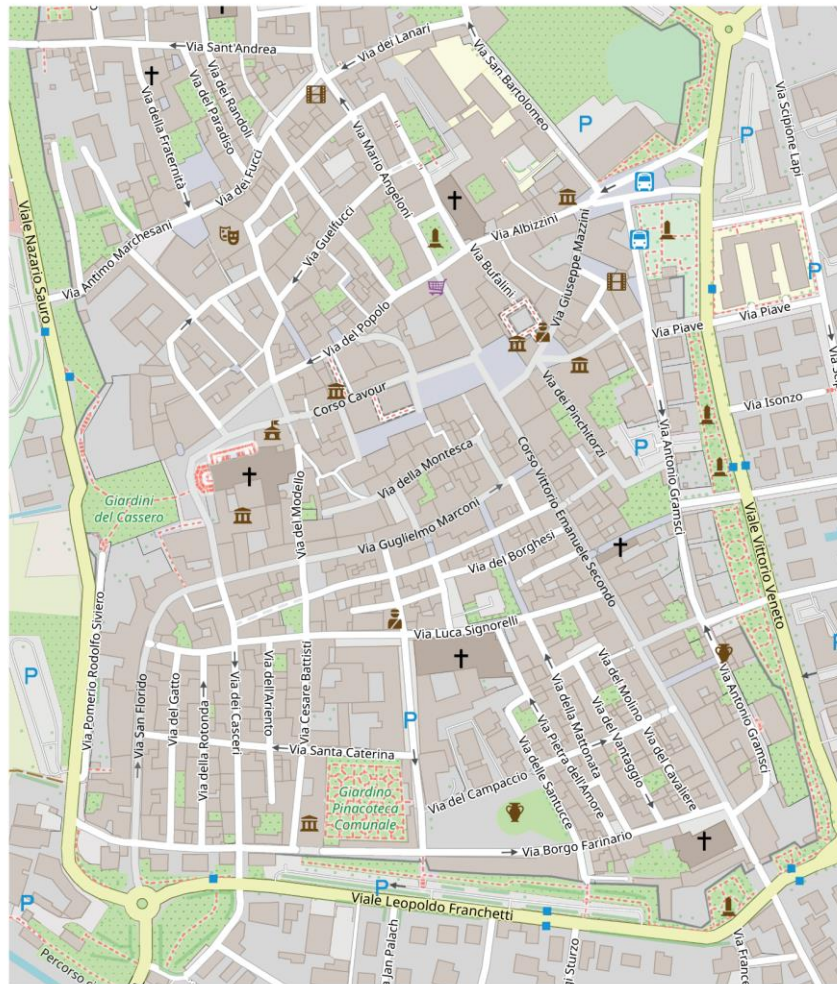 Via Sant'Andrea
Via dei Lanari
Via San Bartolomeo
Via Scipione Lapi
P
P
Via della Fraternità
Via del Paradiso
Via dei Randoli
Via dei Fucci
Via Mario Angeloni
Via Guelfucci
Via Albizzini
Via Giuseppe Mazzini
Viale Nazario Sauro
Via Antimo Marchesani
Via Bufalini
P
Via del Popolo
Via Piave
Via Piave
Corso Cavour
Via dei Pinchitorzi
Via Isonzo
P
Via Antonio Gramsci
Via della Montesca
Corso Vittorio Emanuele Secondo
Giardini
del Cassero
Via del Modello
Via Guglielmo Marconi
Via dei Borghesi
Viale Vittorio Veneto
Via Pomerio Rodolfo Siviero
Via Luca Signorelli
P
Via San Florido
Via del Gatto
Via della Rotonda
Via dei Casceri
Via dell'Ariento
Via Cesare Battisti
P
Via del Molino
Via della Mattonata
Via del Vantaggio
Via del Cavaliere
Via Antonio Gramsci
Via Santa Caterina
Via Pietra dell'Amore
Via delle Santucce
Via del Campaccio
Giardino
Pinacoteca
Comunale
Via Borgo Farinario
P
Viale Leopoldo Franchetti
P
a Jan Palach
gi Sturzo
Via France
Percorso c